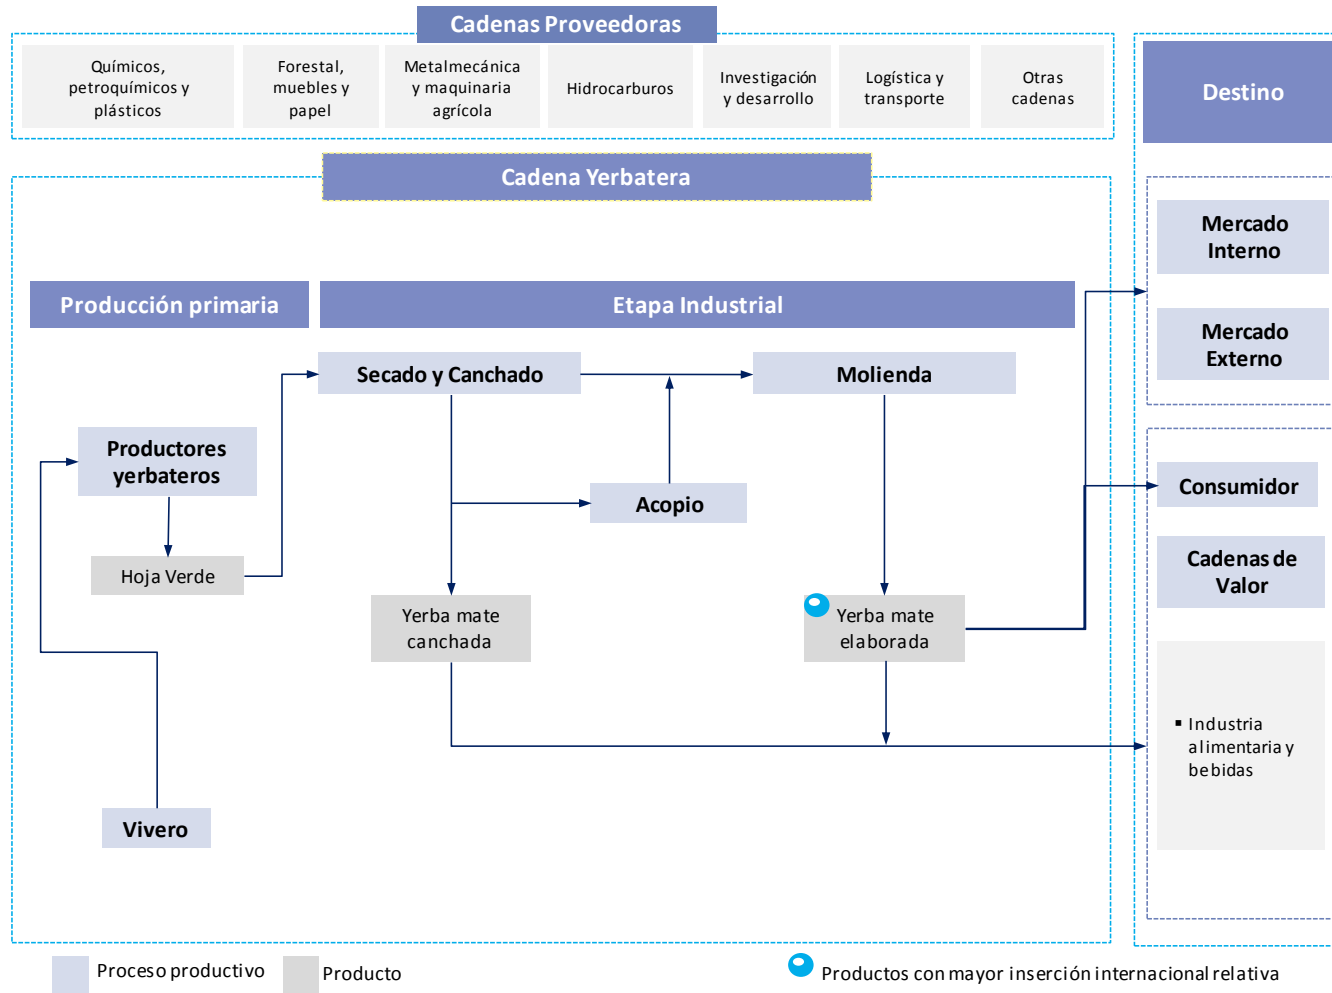 Cadenas Proveedoras
Químicos,
petroquímicos y
plásticos
Forestal,
muebles y
papel
Metalmecánica
y maquinaria
agrícola
Hidrocarburos
Investigación
y desarrollo
Logística y
transporte
Otras
cadenas
Destino
Cadena Yerbatera
Mercado
Interno
Mercado
Externo
Producción primaria
Etapa Industrial
Secado y Canchado
Molienda
Productores
yerbateros
Acopio
Consumidor
Hoja Verde
Cadenas de
Valor
Yerba mate
canchada
Yerba mate
elaborada
▪ Industria
alimentaria y
bebidas
Vivero
Proceso productivo
Producto
Productos con mayor inserción internacional relativa